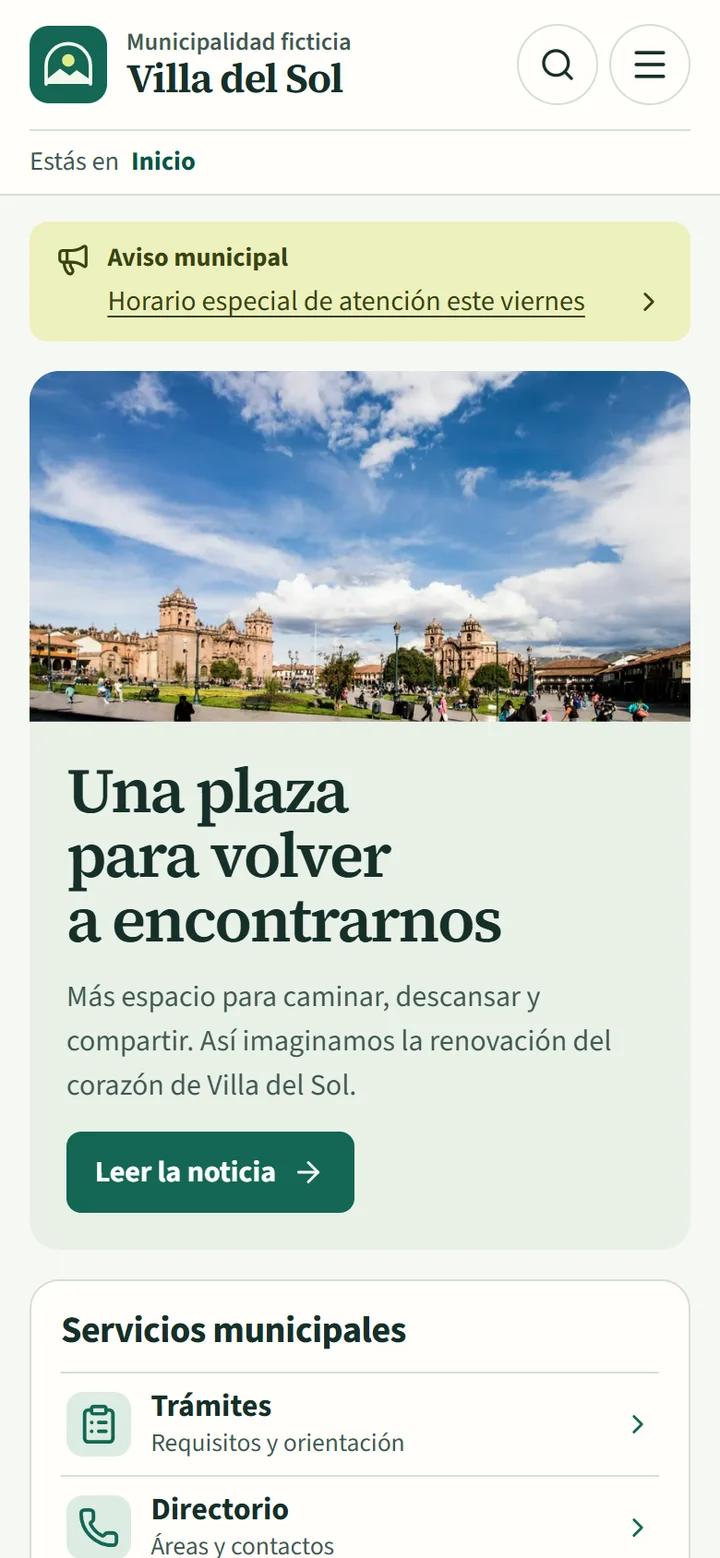 Municipalidad ficticia
Villa del Sol
Estás en Inicio
Aviso municipal
Horario especial de atención este viernes
Una plaza
para volver
a encontrarnos
Más espacio para caminar, descansar y
compartir. Así imaginamos la renovación del
corazón de Villa del Sol.
Leer la noticia
Servicios municipales
Trámites
Requisitos y orientación
Directorio
Áreas y contactos